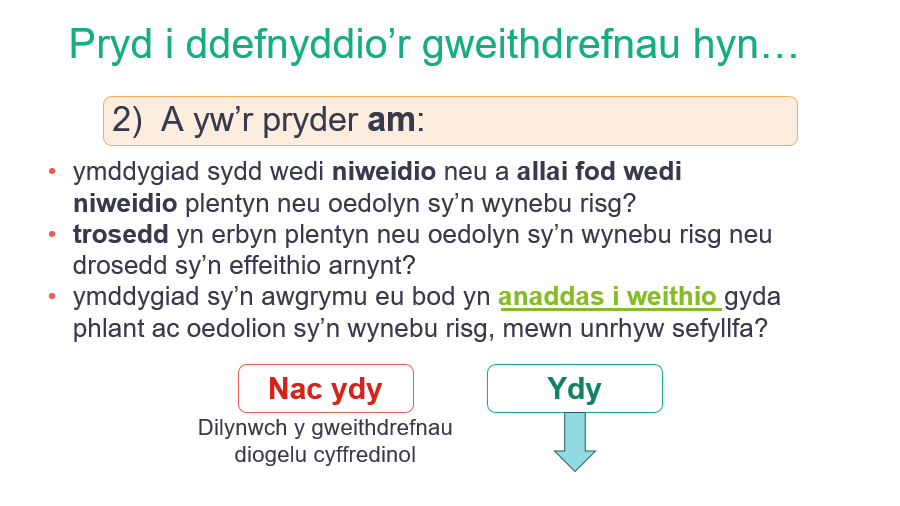 Pryd i ddefnyddio’r gweithdrefnau hyn…
2) A yw’r pryder am:
• ymddygiad sydd wedi niweidio neu a allai fod wedi
niweidio plentyn neu oedolyn sy’n wynebu risg?
• trosedd yn erbyn plentyn neu oedolyn sy’n wynebu risg neu
drosedd sy’n effeithio arnynt?
• ymddygiad sy’n awgrymu eu bod yn anaddas i weithio gyda
phlant ac oedolion sy’n wynebu risg, mewn unrhyw sefyllfa?
Nac ydy
Dilynwch y gweithdrefnau
diogelu cyffredinol
Ydy